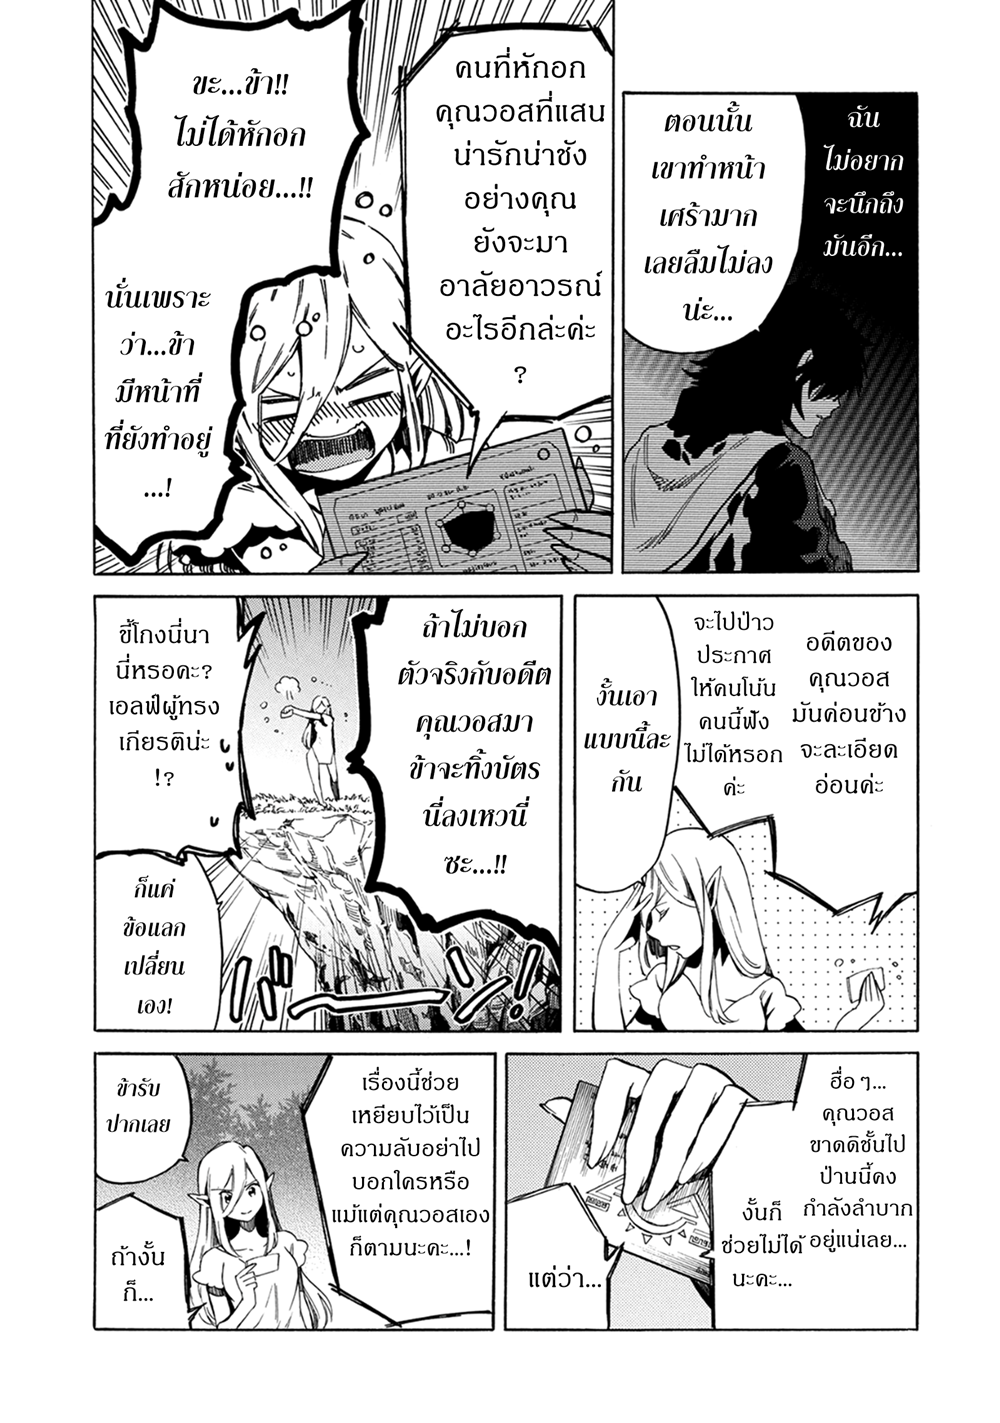 ฉัน
ไม่อยาก
จะนึกถึง
มันอีก...
ตอนนั้น
เขาทำหน้า
เศร้ามาก
เลยลืมไม่ลง
น่ะ...
คนที่หักอก
คุณวอสที่แสน
น่ารักน่าชัง
อย่างคุณ
ยังจะมา
อาลัยอาวรณ์
อะไรอีกล่ะค่ะ
?
ขะ...ข้า!!
ไม่ได้หักอก
สักหน่อย...!!
นั่นเพราะ
ว่า...ข้า
มีหน้าที่
ที่ยังทำอยู่
...!
อดีตของ
คุณวอส
มันค่อนข้าง
จะละเอียด
อ่อนค่ะ
จะไปป่าว
ประกาศ
ให้คนโน้น
คนนี้ฟัง
ไม่ได้หรอก
ค่ะ
งั้นเอา
แบบนี้ละ
กัน
ถ้าไม่บอก
ตัวจริงกับอดีต
คุณวอสมา
ข้าจะทิ้งบัตร
นี่ลงเหวนี่
ซะ...!!
ขี้โกงนี่นา
นี่หรอคะ?
เอลฟ์ผู้ทรง
เกียรติน่ะ
!?
ก็แค่
ข้อแลก
เปลี่ยน
เอง!
ドーーン!
ฮื่อๆ...
คุณวอส
ขาดดิชั้นไป
ป่านนี้คง
กำลังลำบาก
อยู่แน่เลย...
งั้นก็
ช่วยไม่ได้
นะคะ...
แต่ว่า...
เรื่องนี้ช่วย
เหยียบไว้เป็น
ความลับอย่าไป
บอกใครหรือ
แม้แต่คุณวอสเอง
ก็ตามนะคะ...!
ข้ารับ
ปากเลย
ถ้างั้น
ก็...